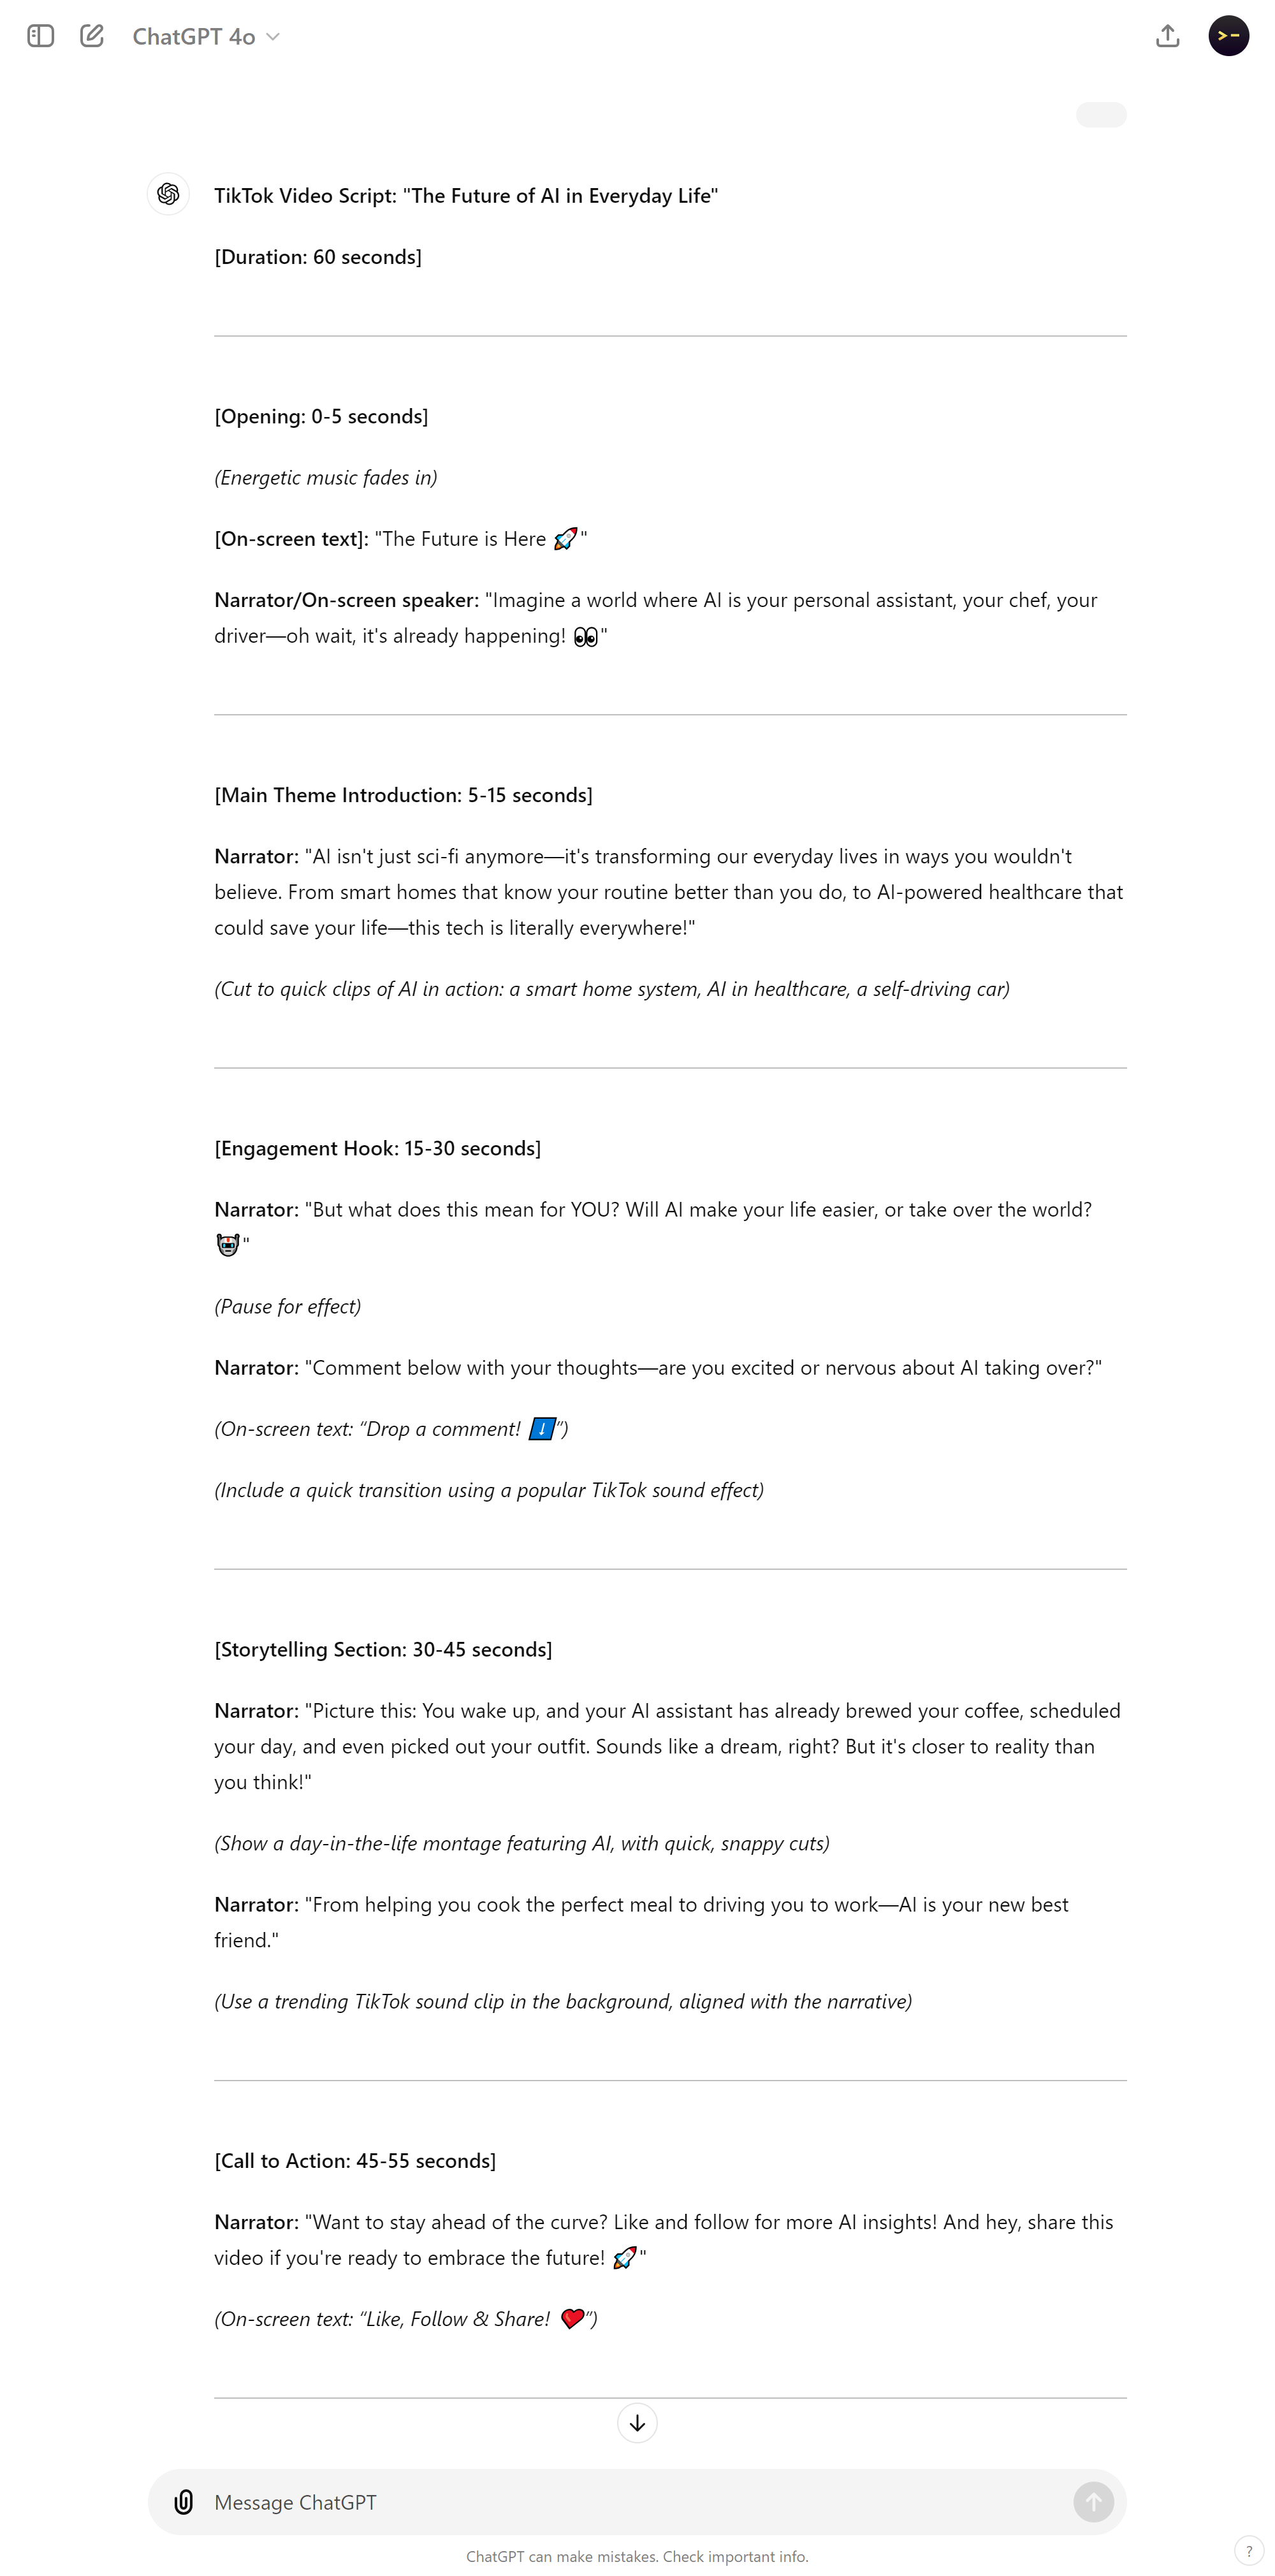 ChatGPT 4o
TikTok Video Script: "The Future of AI in Everyday Life"
[Duration: 60 seconds]
[Opening: 0-5 seconds]
(Energetic music fades in)
[On-screen text]: "The Future is Here 🚀"
Narrator/On-screen speaker: "Imagine a world where AI is your personal assistant, your chef, your
driver—oh wait, it's already happening! 👀"
[Main Theme Introduction: 5-15 seconds]
Narrator: "AI isn't just sci-fi anymore—it's transforming our everyday lives in ways you wouldn't
believe. From smart homes that know your routine better than you do, to AI-powered healthcare that
could save your life—this tech is literally everywhere!"
(Cut to quick clips of AI in action: a smart home system, AI in healthcare, a self-driving car)
[Engagement Hook: 15-30 seconds]
Narrator: "But what does this mean for YOU? Will AI make your life easier, or take over the world?
🤖"
(Pause for effect)
Narrator: "Comment below with your thoughts—are you excited or nervous about AI taking over?"
(On-screen text: “Drop a comment! ⬇️”)
(Include a quick transition using a popular TikTok sound effect)
[Storytelling Section: 30-45 seconds]
Narrator: "Picture this: You wake up, and your AI assistant has already brewed your coffee, scheduled
your day, and even picked out your outfit. Sounds like a dream, right? But it's closer to reality than
you think!"
(Show a day-in-the-life montage featuring AI, with quick, snappy cuts)
Narrator: "From helping you cook the perfect meal to driving you to work—AI is your new best
friend."
(Use a trending TikTok sound clip in the background, aligned with the narrative)
[Call to Action: 45-55 seconds]
Narrator: "Want to stay ahead of the curve? Like and follow for more AI insights! And hey, share this
video if you're ready to embrace the future! 🚀"
(On-screen text: “Like, Follow & Share! ❤️”)
Message ChatGPT
ChatGPT can make mistakes. Check important info.
?